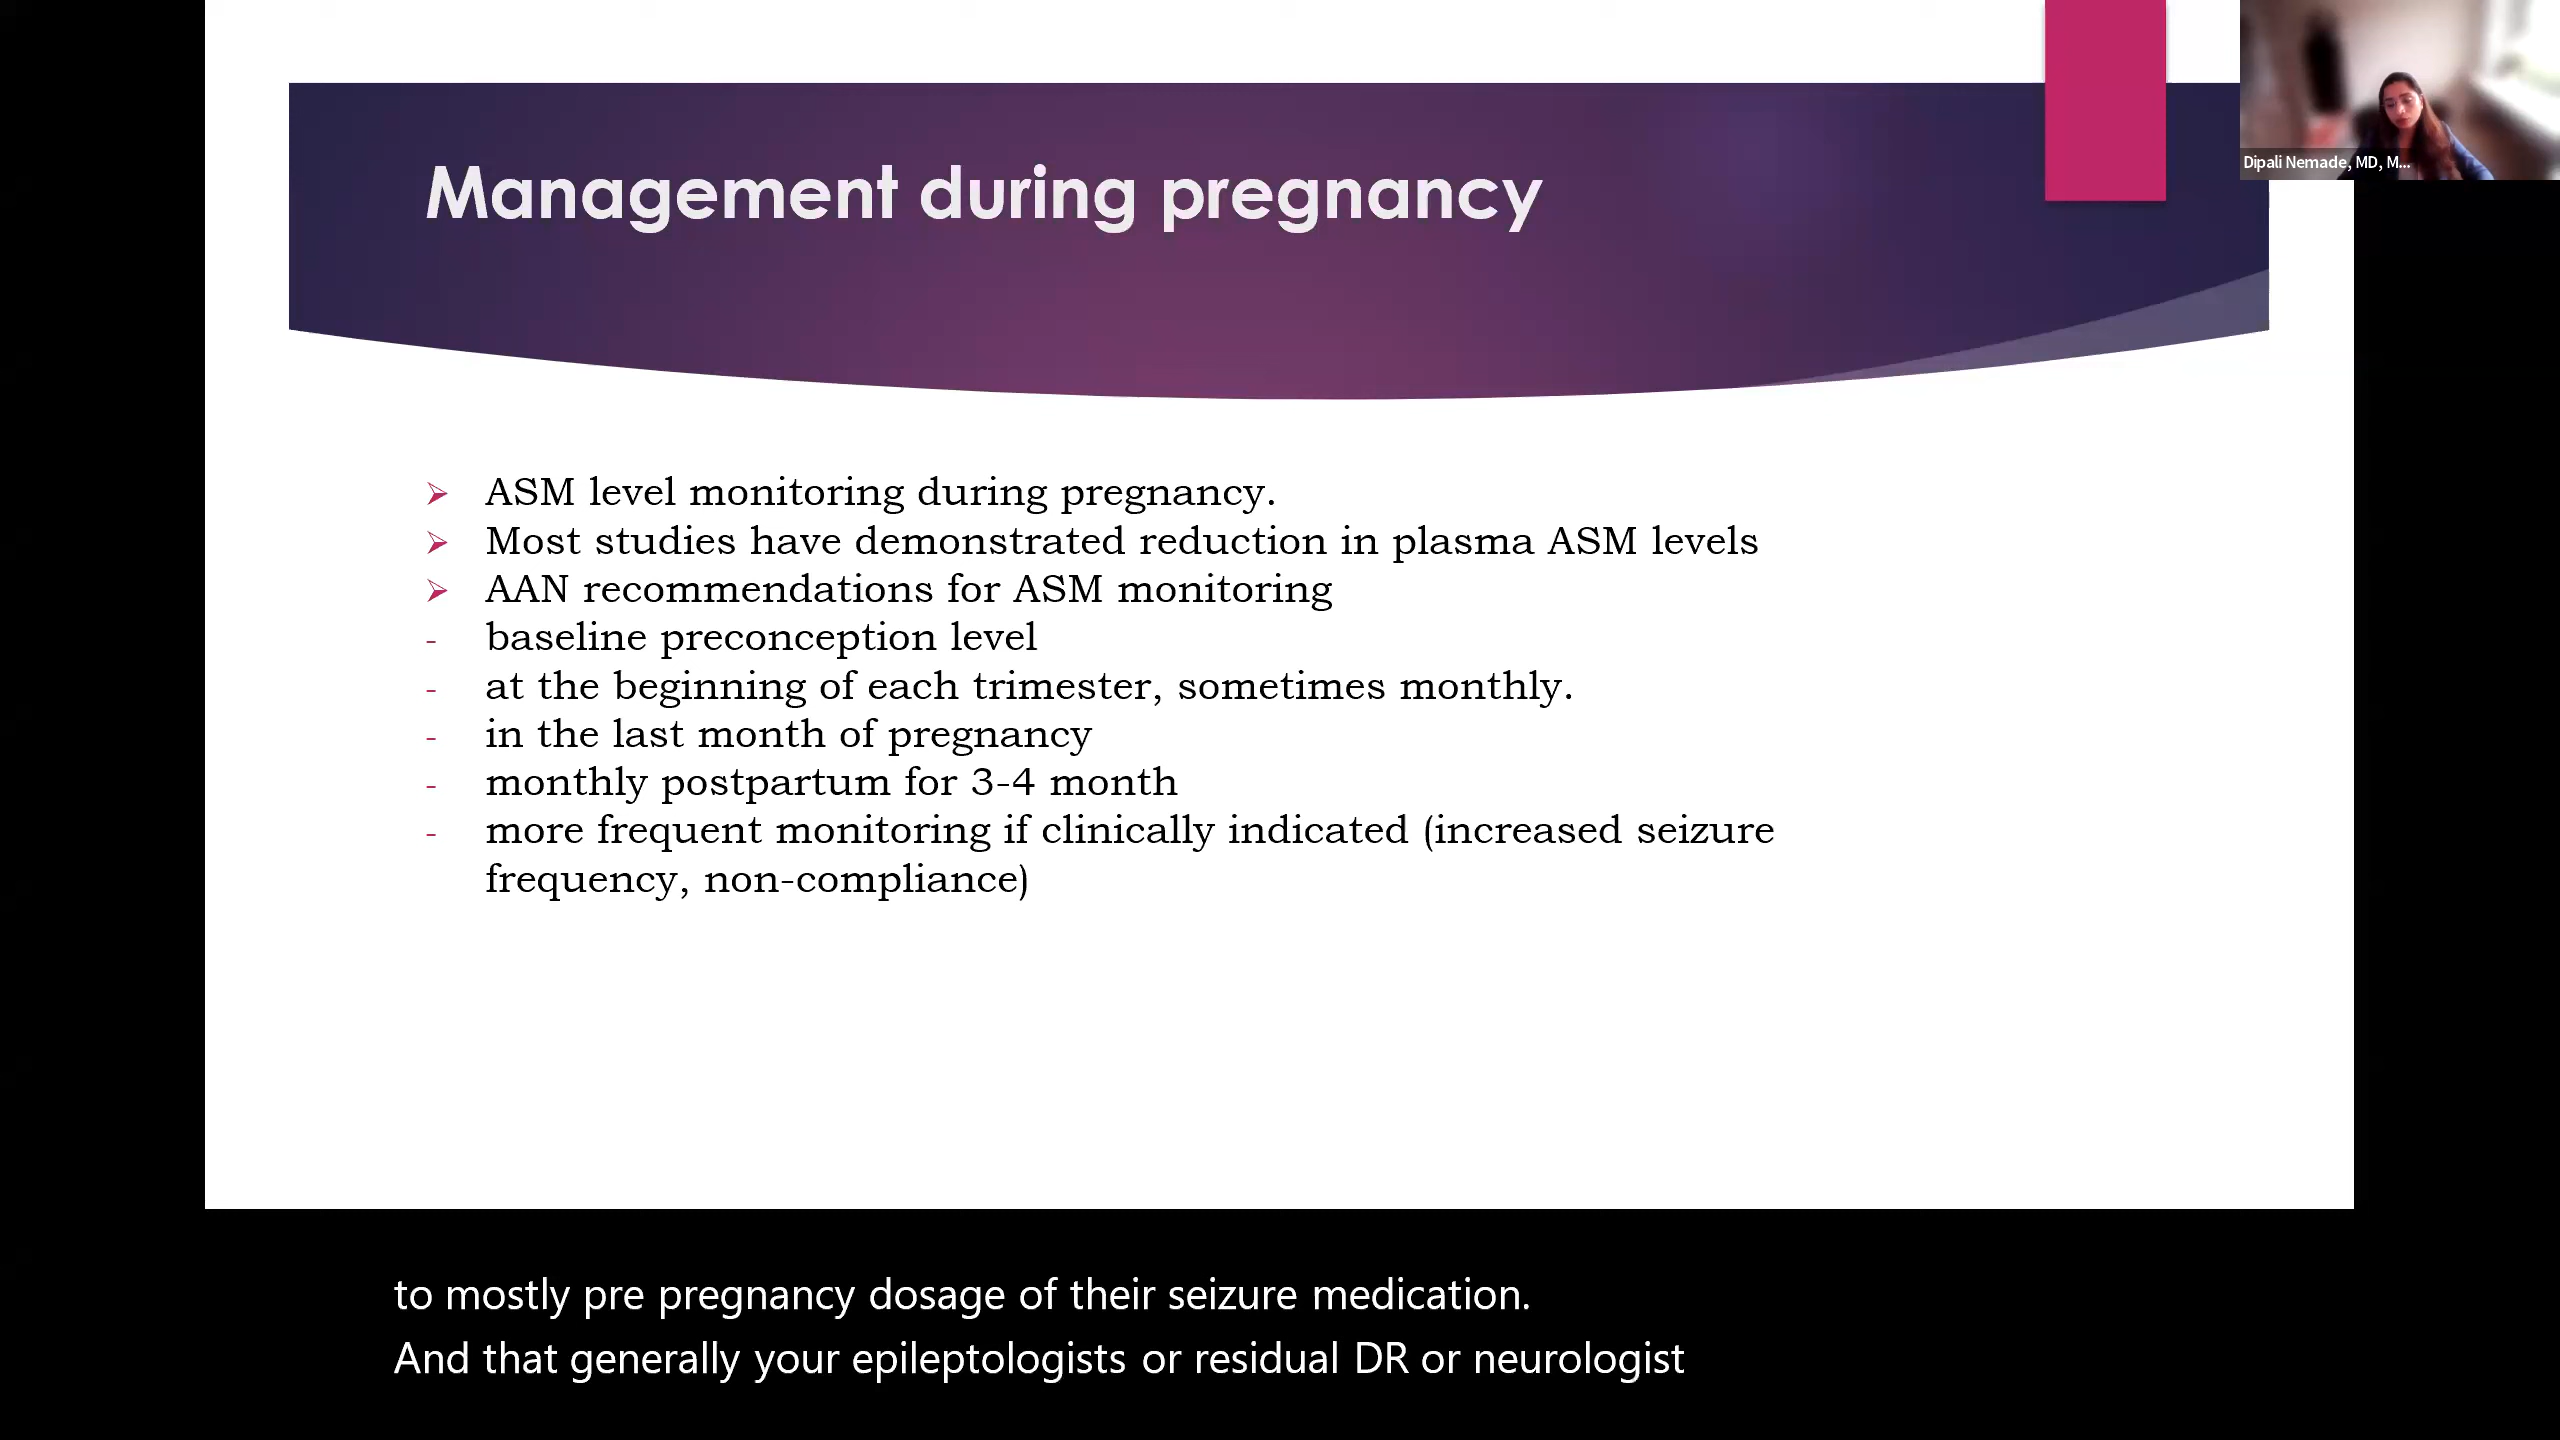 Management during pregnancy
Dipali Nemade, MD, M...
➢ ASM level monitoring during pregnancy.
➢ Most studies have demonstrated reduction in plasma ASM levels
➢ AAN recommendations for ASM monitoring
- baseline preconception level
- at the beginning of each trimester, sometimes monthly.
- in the last month of pregnancy
- monthly postpartum for 3-4 month
- more frequent monitoring if clinically indicated (increased seizure
frequency, non-compliance)
to mostly pre pregnancy dosage of their seizure medication.
And that generally your epileptologists or residual DR or neurologist